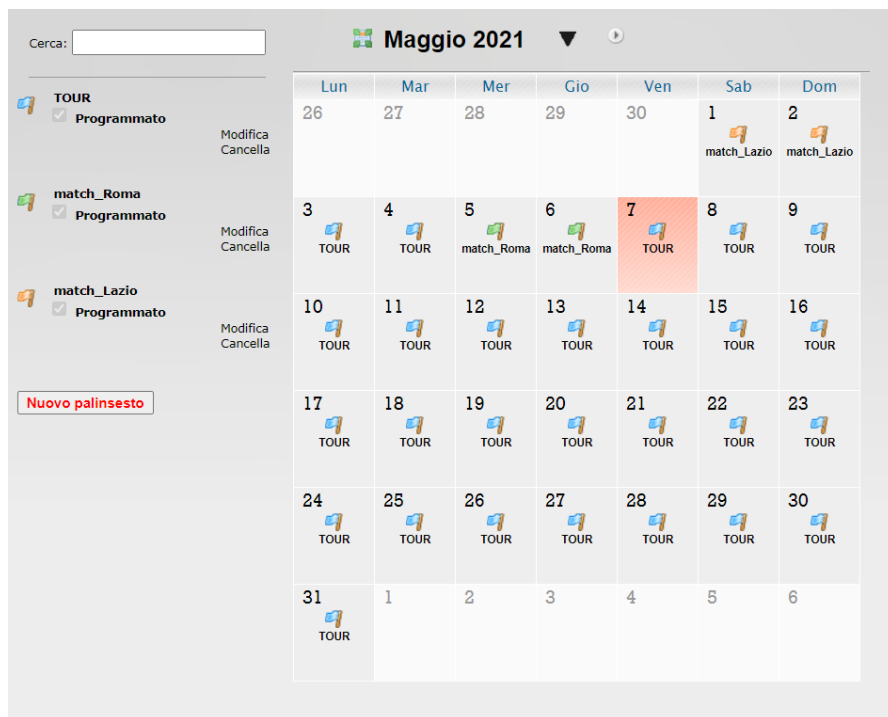 Cerca:
TOUR
Programmato
Modifica
Cancella
match_Roma
Programmato
Modifica
Cancella
match_Lazio
Programmato
Modifica
Cancella
Nuovo palinsesto
Maggio 2021
Lun Mar Mer Gio Ven Sab Dom
26 27 28 29 30 1 2
match_Lazio match_Lazio
3 4 5 6 7 8 9
TOUR TOUR match_Roma match_Roma TOUR TOUR TOUR
10 11 12 13 14 15 16
TOUR TOUR TOUR TOUR TOUR TOUR TOUR
17 18 19 20 21 22 23
TOUR TOUR TOUR TOUR TOUR TOUR TOUR
24 25 26 27 28 29 30
TOUR TOUR TOUR TOUR TOUR TOUR TOUR
31 1 2 3 4 5 6
TOUR